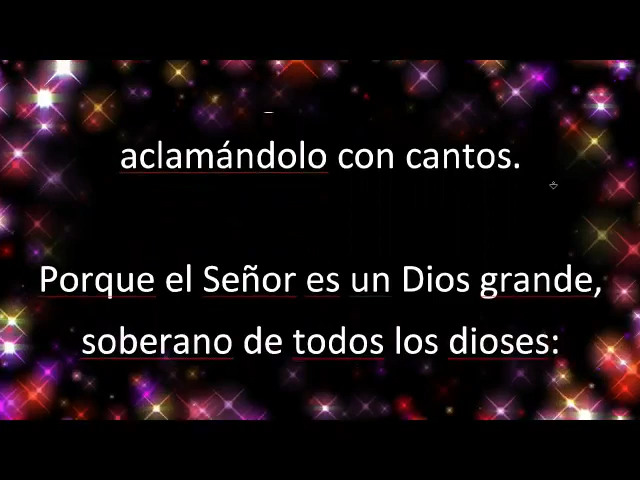 aclamándolo con cantos.
Porque el Señor es un Dios grande,
soberano de todos los dioses: